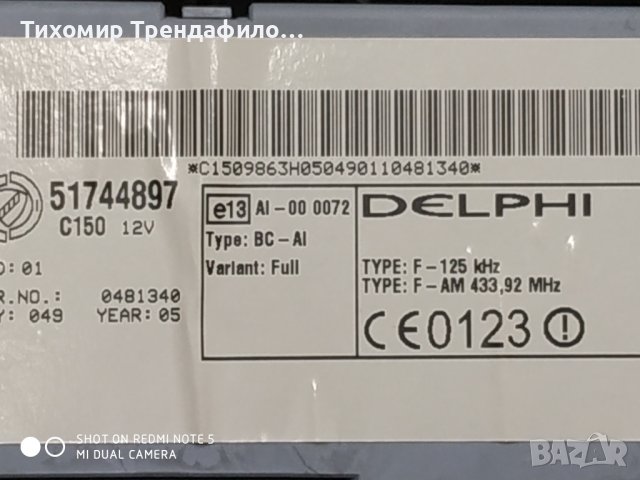 Тихомир Трендафило...
*C1509863H050490110481340*
51744897
C150 12V
D: 01
R.NO.: 0481340
Y: 049 YEAR: 05
e13 AI-00 0072
Type: BC-AI
Variant: Full
DELPHI
TYPE: F-125 kHz
TYPE: F-AM 433,92 MHz
CE0123
SHOT ON REDMI NOTE 5
MI DUAL CAMERA
BAZAR